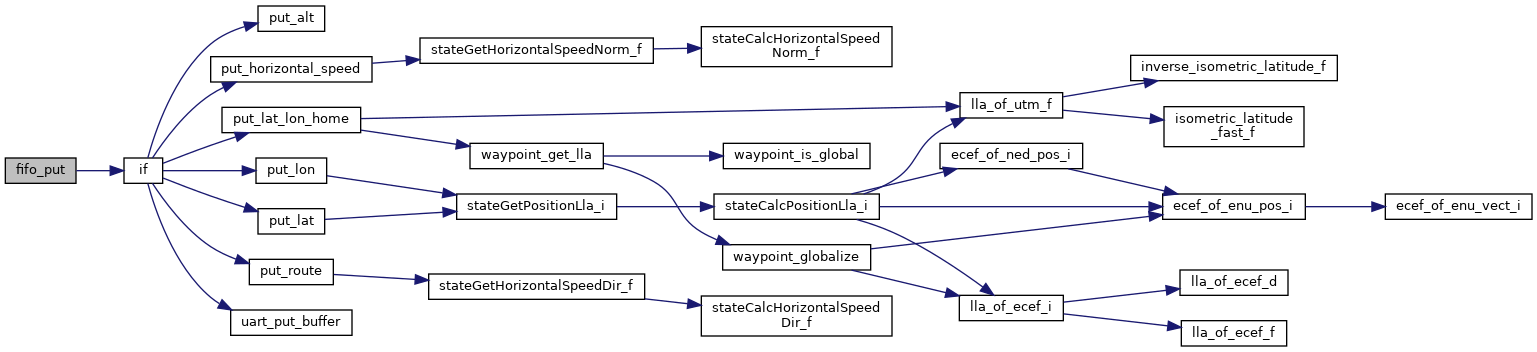 fifo_put
if
put_alt
put_horizontal_speed
put_lat_lon_home
put_lon
put_lat
put_route
uart_put_buffer
stateGetHorizontalSpeedNorm_f
waypoint_get_lla
stateGetPositionLla_i
stateGetHorizontalSpeedDir_f
stateCalcHorizontalSpeed
Norm_f
waypoint_is_global
stateCalcPositionLla_i
waypoint_globalize
stateCalcHorizontalSpeed
Dir_f
lla_of_utm_f
ecef_of_ned_pos_i
lla_of_ecef_i
inverse_isometric_latitude_f
isometric_latitude
_fast_f
ecef_of_enu_pos_i
lla_of_ecef_d
lla_of_ecef_f
ecef_of_enu_vect_i